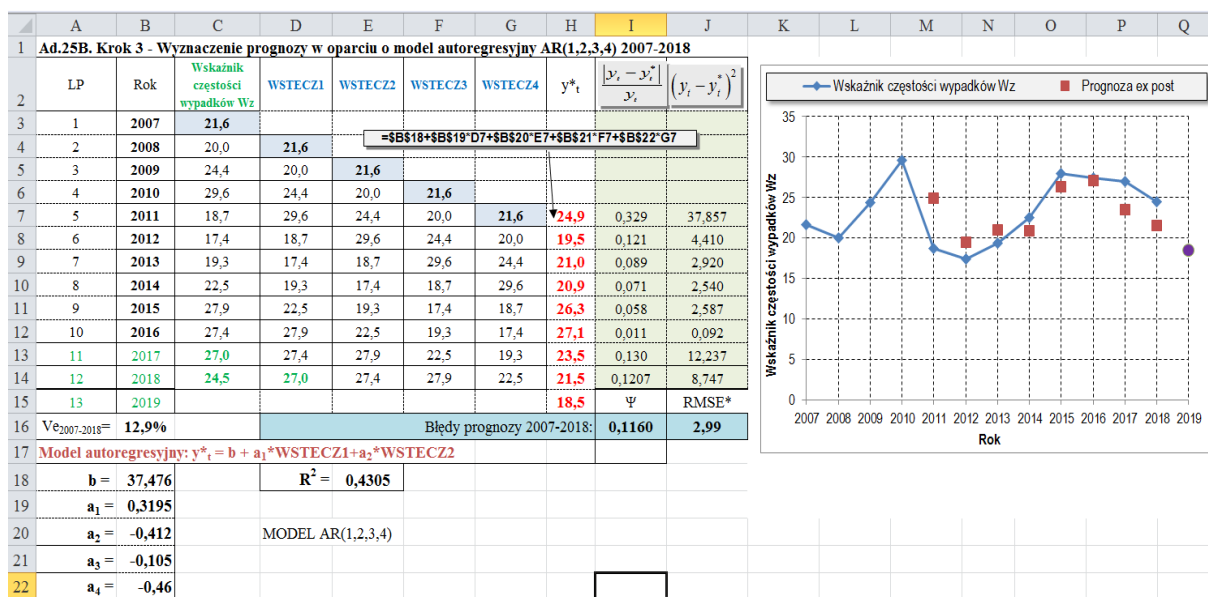 A B C D E F G H I J K L M N O P Q
1 Ad.25B. Krok 3 - Wyznaczenie prognozy w oparciu o model autoregresyjny AR(1,2,3,4) 2007-2018
2 LP Rok Wskaźnik częstości wypadków Wz WSTECZ1 WSTECZ2 WSTECZ3 WSTECZ4 y*t |yt − y*t| / yt (yt − y*t)²
3 1 2007 21,6
=$B$18+$B$19*D7+$B$20*E7+$B$21*F7+$B$22*G7
4 2 2008 20,0 21,6
5 3 2009 24,4 20,0 21,6
6 4 2010 29,6 24,4 20,0 21,6
7 5 2011 18,7 29,6 24,4 20,0 21,6 24,9 0,329 37,857
8 6 2012 17,4 18,7 29,6 24,4 20,0 19,5 0,121 4,410
9 7 2013 19,3 17,4 18,7 29,6 24,4 21,0 0,089 2,920
10 8 2014 22,5 19,3 17,4 18,7 29,6 20,9 0,071 2,540
11 9 2015 27,9 22,5 19,3 17,4 18,7 26,3 0,058 2,587
12 10 2016 27,4 27,9 22,5 19,3 17,4 27,1 0,011 0,092
13 11 2017 27,0 27,4 27,9 22,5 19,3 23,5 0,130 12,237
14 12 2018 24,5 27,0 27,4 27,9 22,5 21,5 0,1207 8,747
15 13 2019 18,5 Ψ RMSE*
16 Ve2007-2018= 12,9% Błędy prognozy 2007-2018: 0,1160 2,99
17 Model autoregresyjny: y*t = b + a1*WSTECZ1+a2*WSTECZ2
18 b = 37,476 R² = 0,4305
19 a1 = 0,3195
20 a2 = -0,412 MODEL AR(1,2,3,4)
21 a3 = -0,105
22 a4 = -0,46
Wskaźnik częstości wypadków Wz Prognoza ex post
Wskaźnik częstości wypadków Wz
35
30
25
20
15
10
5
0
2007 2008 2009 2010 2011 2012 2013 2014 2015 2016 2017 2018 2019
Rok